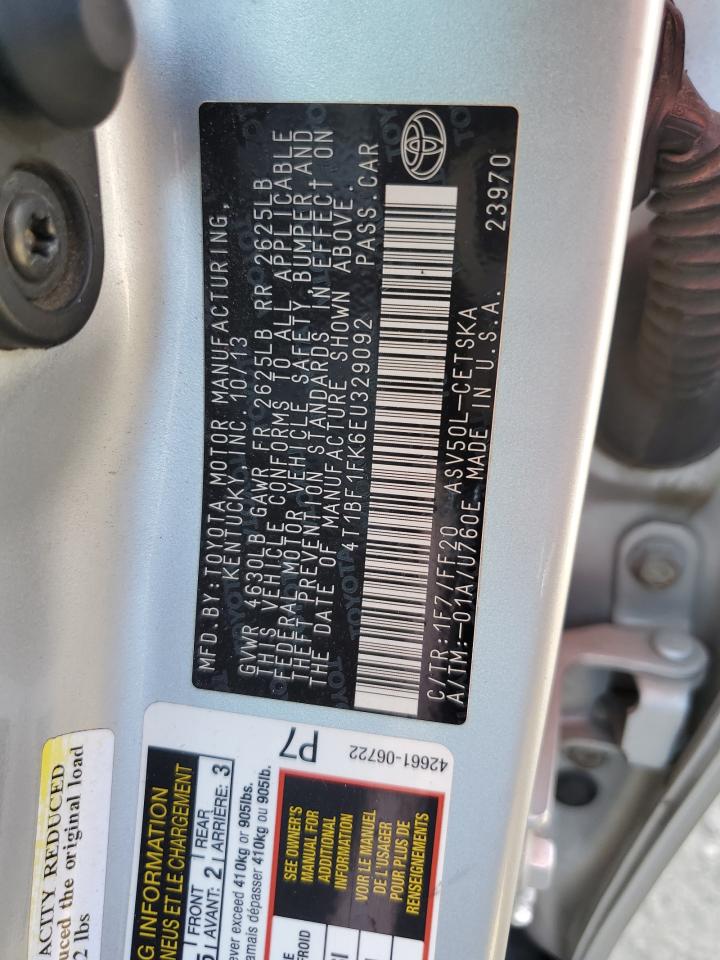 MFD.BY:TOYOTA MOTOR MANUFACTURING,
KENTUCKY, INC. 10/13
GVWR 4630LB GAWR FR 2625LB RR 2625LB
THIS VEHICLE CONFORMS TO ALL APPLICABLE
FEDERAL MOTOR VEHICLE SAFETY, BUMPER AND
THEFT PREVENTION STANDARDS IN EFFECT ON
THE DATE OF MANUFACTURE SHOWN ABOVE.
4T1BF1FK6EU329092 PASS.CAR
C/TR:1F7/FF20 ASV50L-CETSKA
A/TM:-01A/U760E MADE IN U.S.A. 23970
P7
42661-06722
NG INFORMATION
NEUS ET LE CHARGEMENT
FRONT 2 REAR 3
AVANT: ARRIÈRE:
ever exceed 410kg or 905lbs.
amais dépasser 410kg ou 905lb.
SEE OWNER'S
MANUAL FOR
ADDITIONAL
INFORMATION
VOIR LE MANUEL
DE L'USAGER
POUR PLUS DE
RENSEIGNEMENTS
FROID
ACITY REDUCED
duced the original load
2 lbs